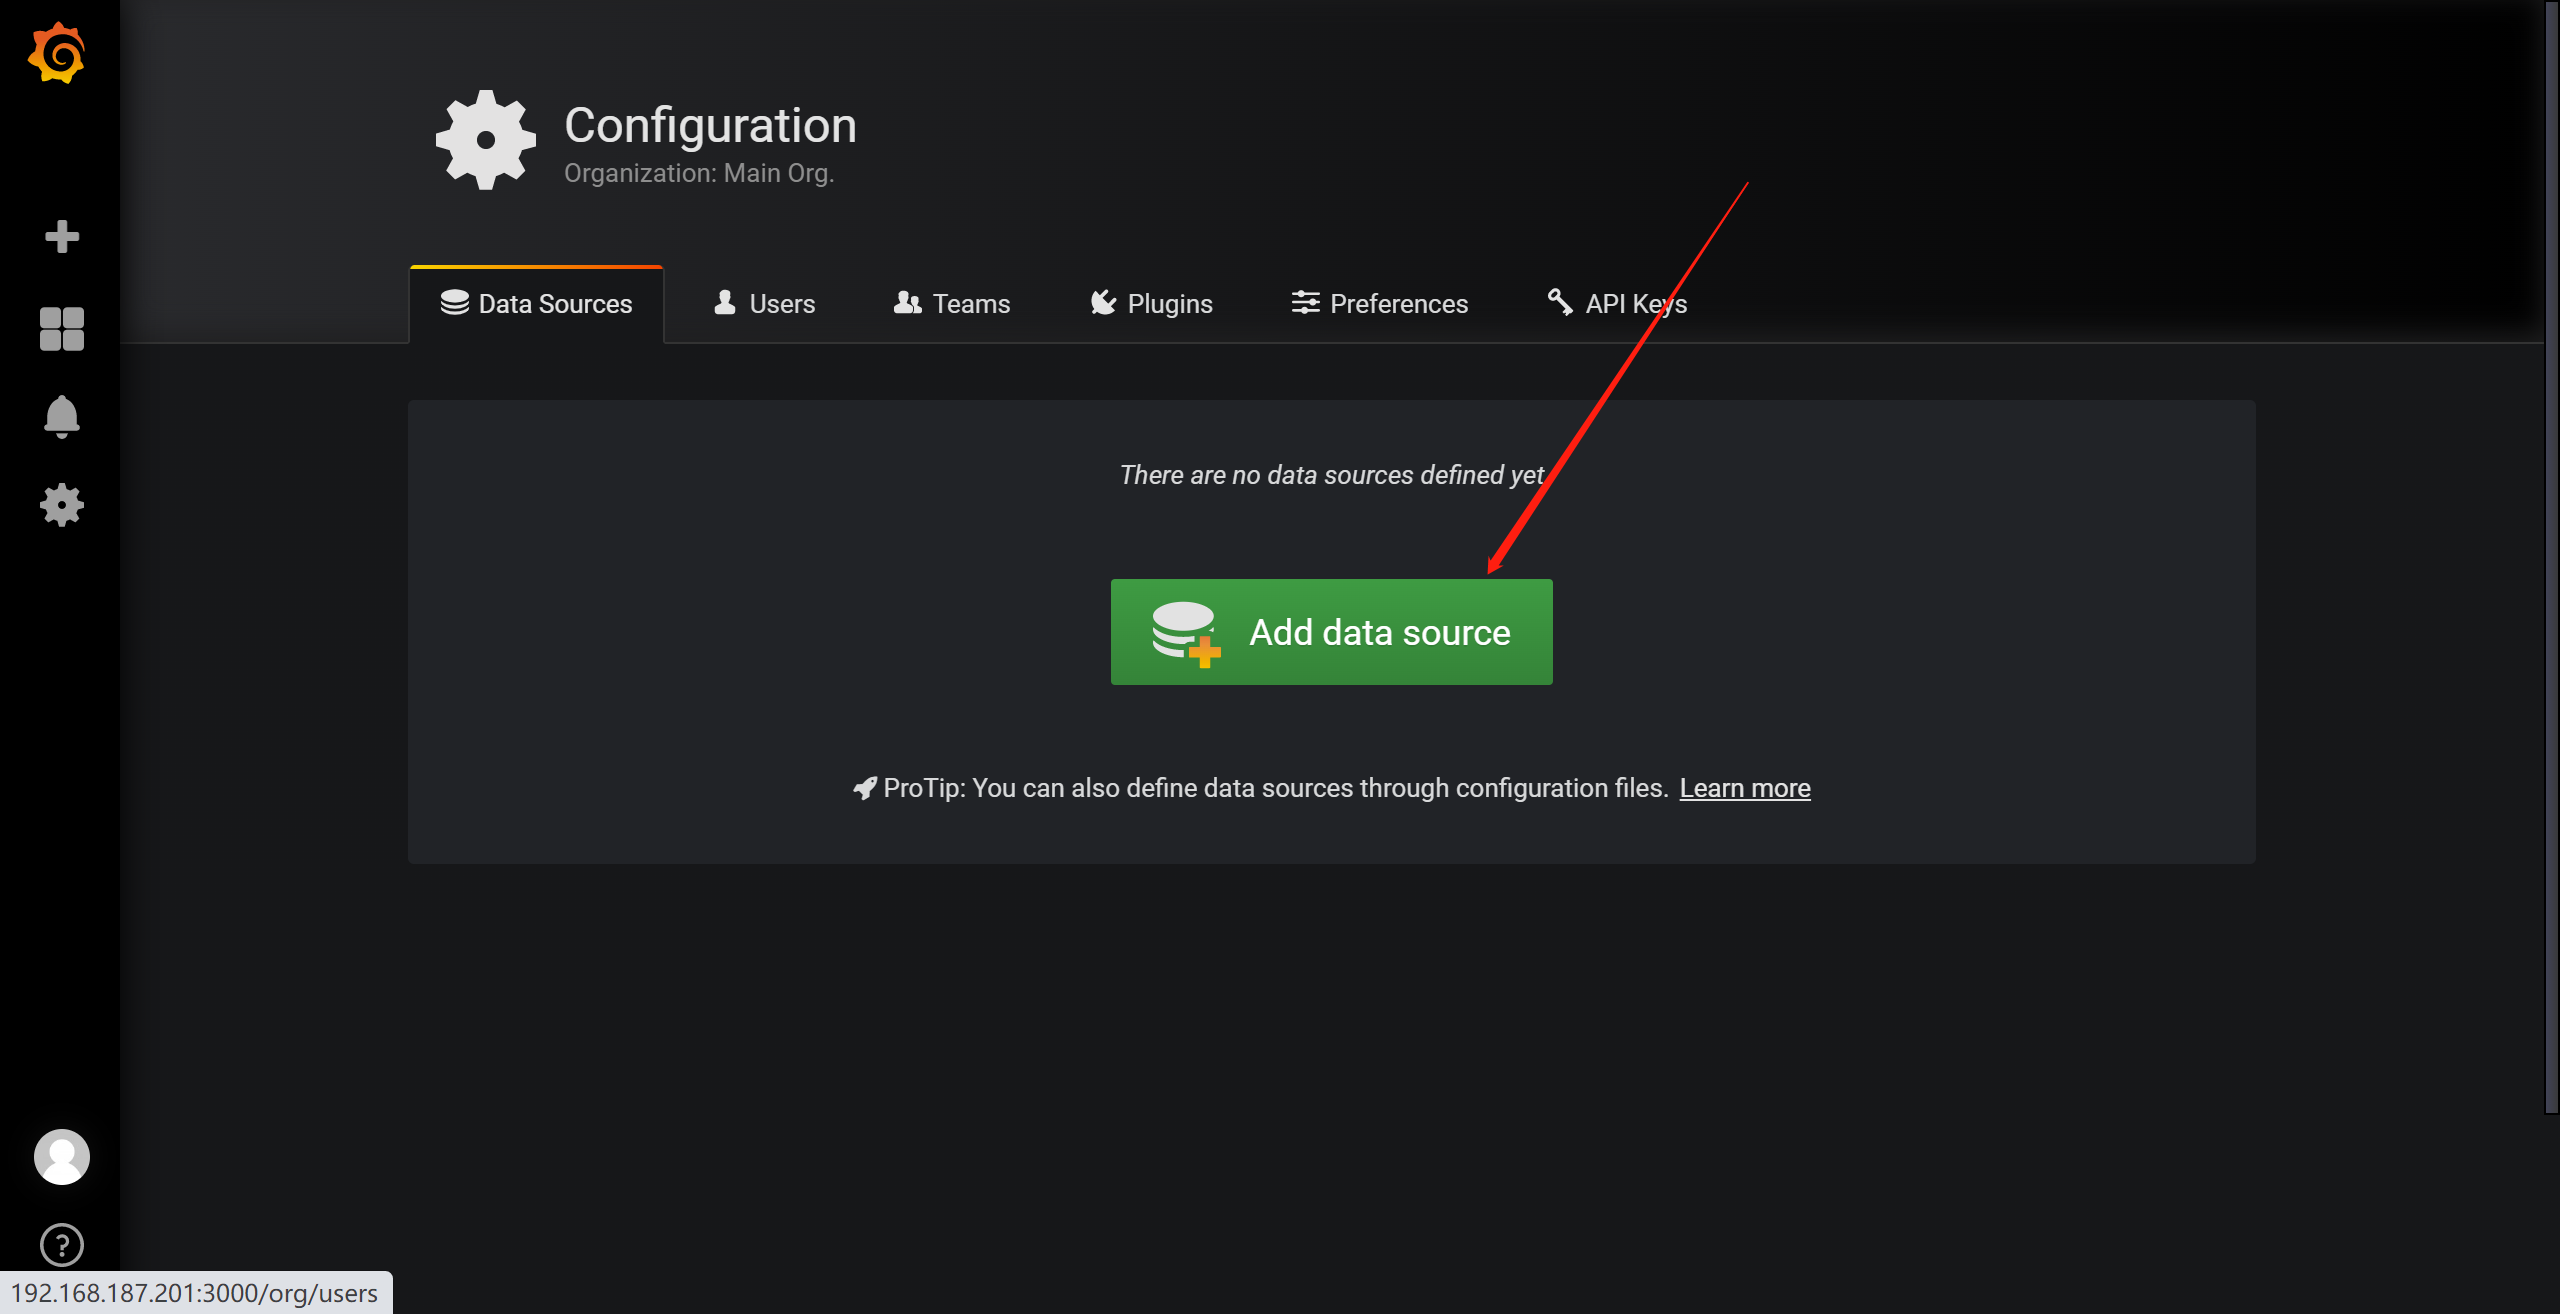 Configuration
Organization: Main Org.
Data Sources
Users
Teams
Plugins
Preferences
API Keys
There are no data sources defined yet
Add data source
ProTip: You can also define data sources through configuration files. Learn more
?
192.168.187.201:3000/org/users